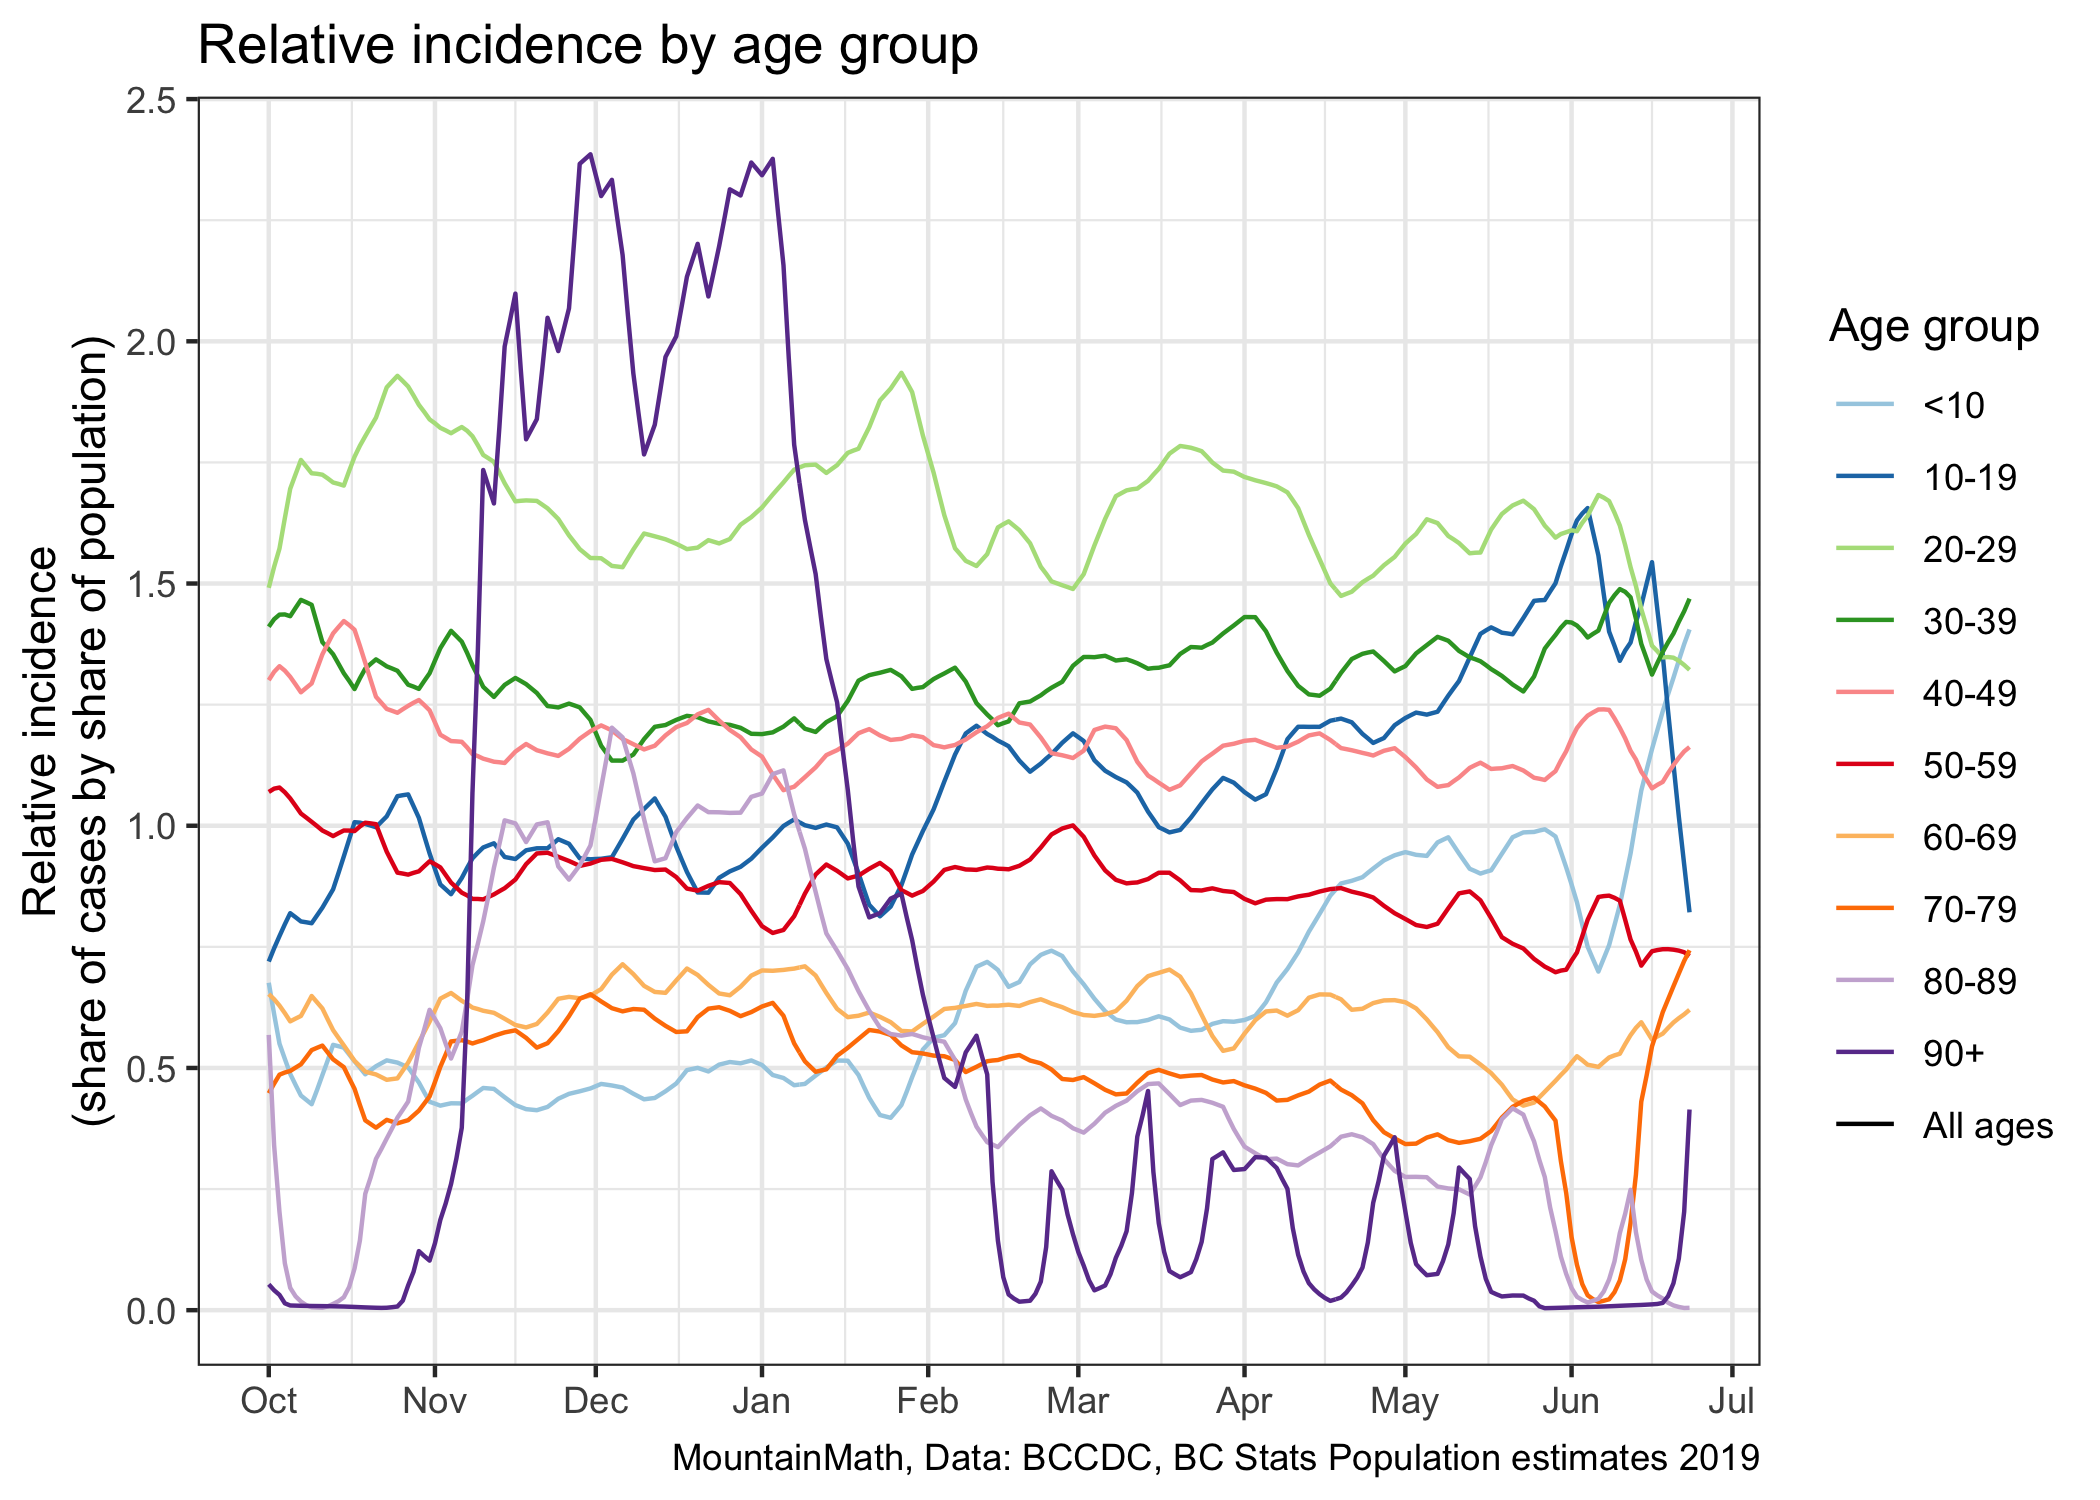 Relative incidence by age group
Relative incidence
(share of cases by share of population)
2.5
2.0
1.5
1.0
0.5
0.0
Oct Nov Dec Jan Feb Mar Apr May Jun Jul
Age group
<10
10-19
20-29
30-39
40-49
50-59
60-69
70-79
80-89
90+
All ages
MountainMath, Data: BCCDC, BC Stats Population estimates 2019